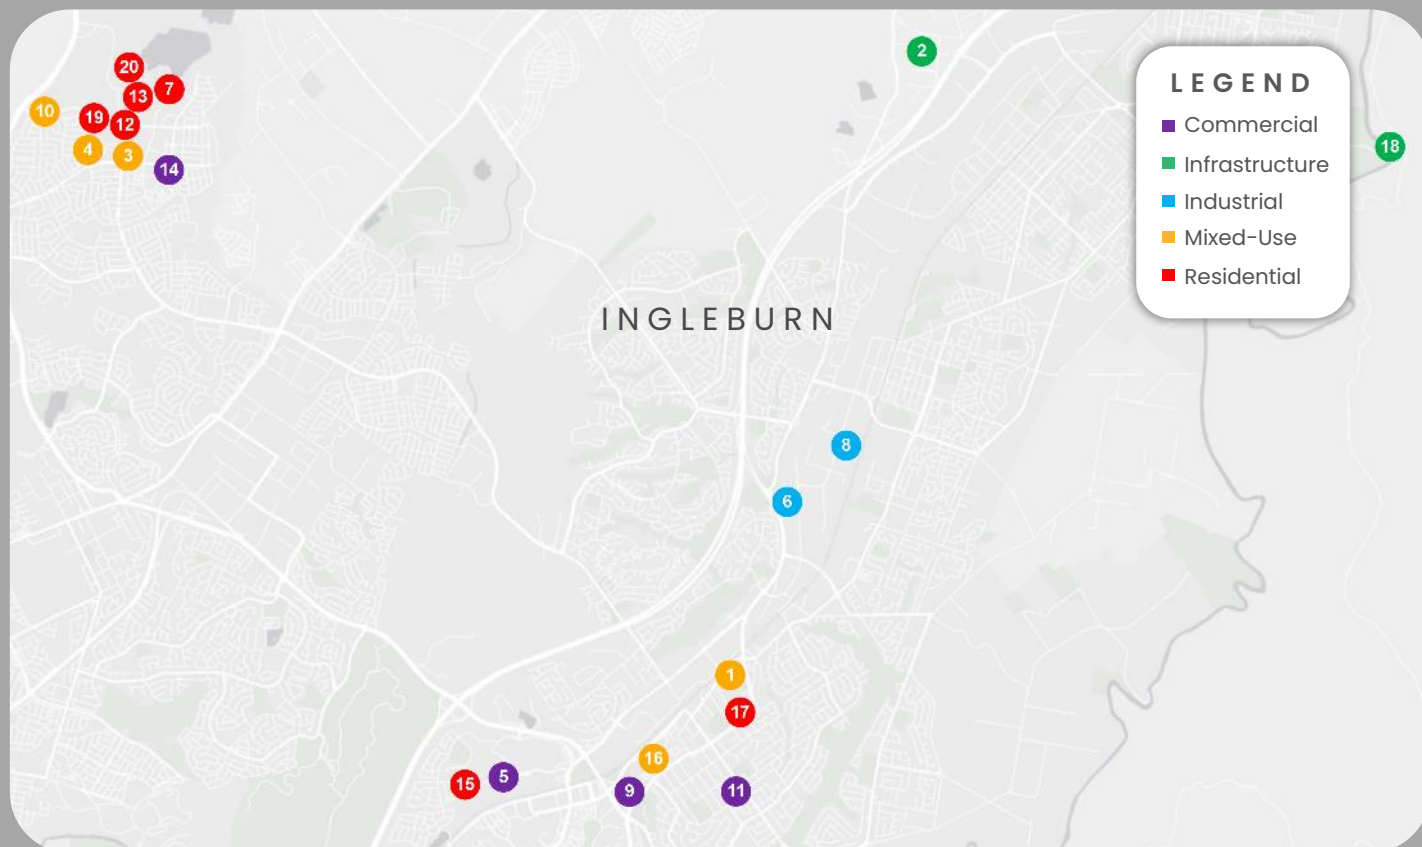 2
20
7
13
10
19
12
4
3
14
LEGEND
Commercial
Infrastructure
Industrial
Mixed-Use
Residential
18
INGLEBURN
8
6
1
17
16
15
5
9
11